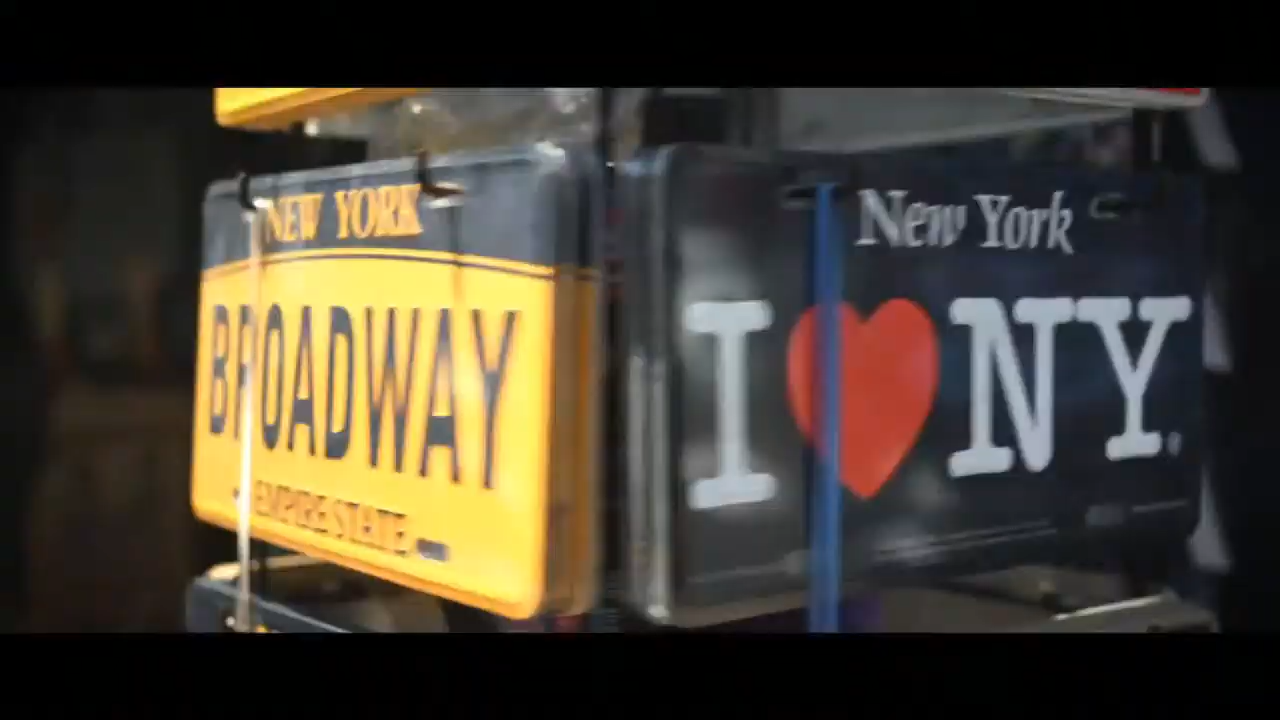 NEW YORK
BROADWAY
EMPIRE STATE
New York
I ❤ NY